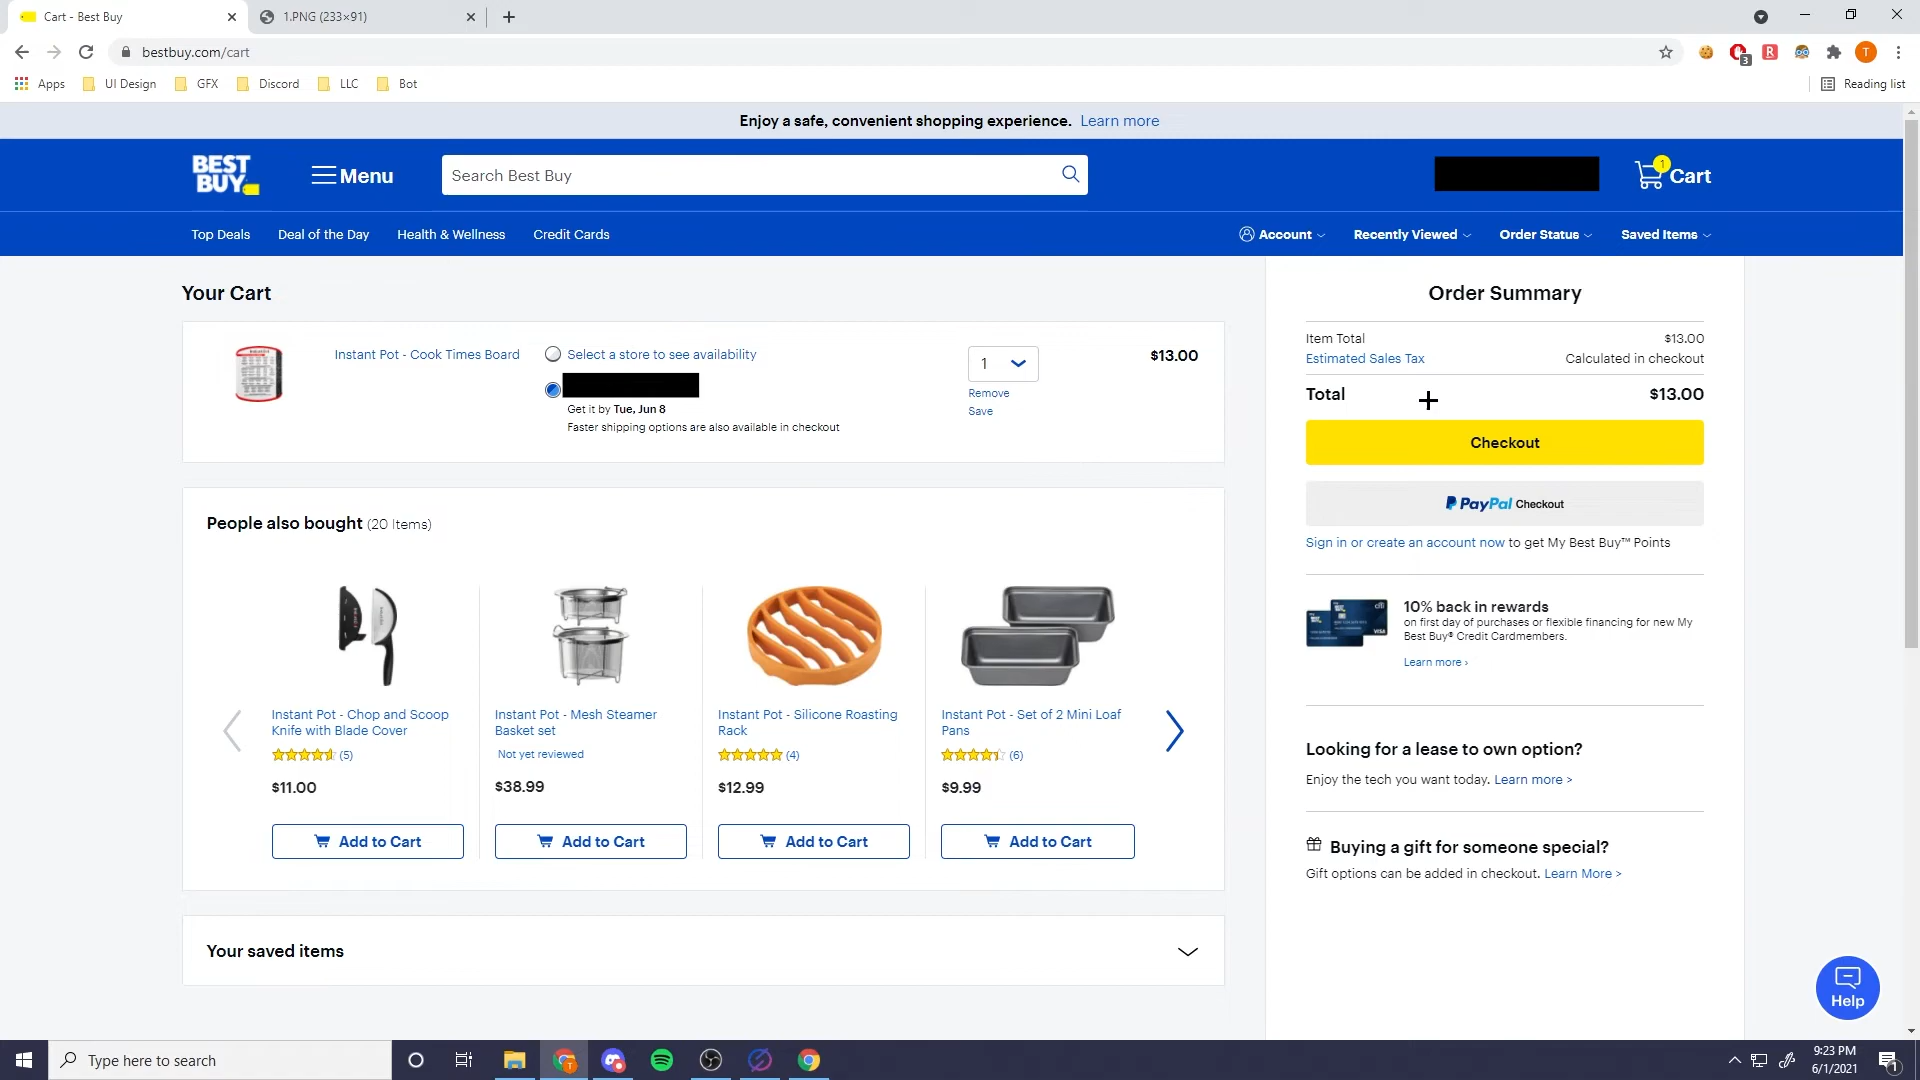 Cart - Best Buy
1.PNG (233×91)
bestbuy.com/cart
3
R
T
Apps
UI Design
GFX
Discord
LLC
Bot
Reading list
Enjoy a safe, convenient shopping experience. Learn more
BEST BUY
Menu
Search Best Buy
1
Cart
Top Deals
Deal of the Day
Health & Wellness
Credit Cards
Account
Recently Viewed
Order Status
Saved Items
Your Cart
Instant Pot - Cook Times Board
Select a store to see availability
Get it by Tue, Jun 8
Faster shipping options are also available in checkout
1
Remove
Save
$13.00
Order Summary
Item Total $13.00
Estimated Sales Tax Calculated in checkout
Total $13.00
Checkout
PayPal Checkout
Sign in or create an account now to get My Best Buy™ Points
citi
VISA
10% back in rewards
on first day of purchases or flexible financing for new My
Best Buy® Credit Cardmembers.
Learn more ›
Looking for a lease to own option?
Enjoy the tech you want today. Learn more >
Buying a gift for someone special?
Gift options can be added in checkout. Learn More >
People also bought (20 Items)
Instant Pot - Chop and Scoop
Knife with Blade Cover
(5)
$11.00
Add to Cart
Instant Pot - Mesh Steamer
Basket set
Not yet reviewed
$38.99
Add to Cart
Instant Pot - Silicone Roasting
Rack
(4)
$12.99
Add to Cart
Instant Pot - Set of 2 Mini Loaf
Pans
(6)
$9.99
Add to Cart
Your saved items
Help
Type here to search
9:23 PM
6/1/2021
1